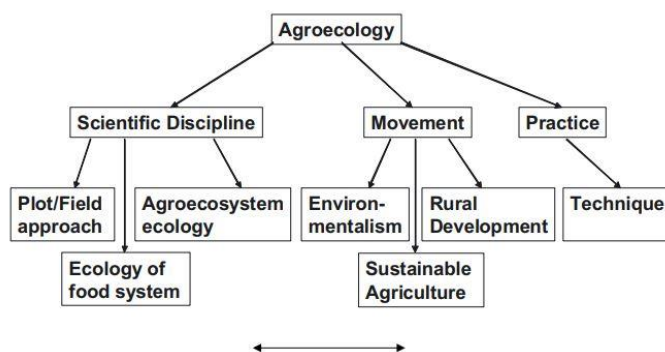 Agroecology
Scientific Discipline
Movement
Practice
Plot/Field
approach
Agroecosystem
ecology
Environ-
mentalism
Rural
Development
Technique
Ecology of
food system
Sustainable
Agriculture